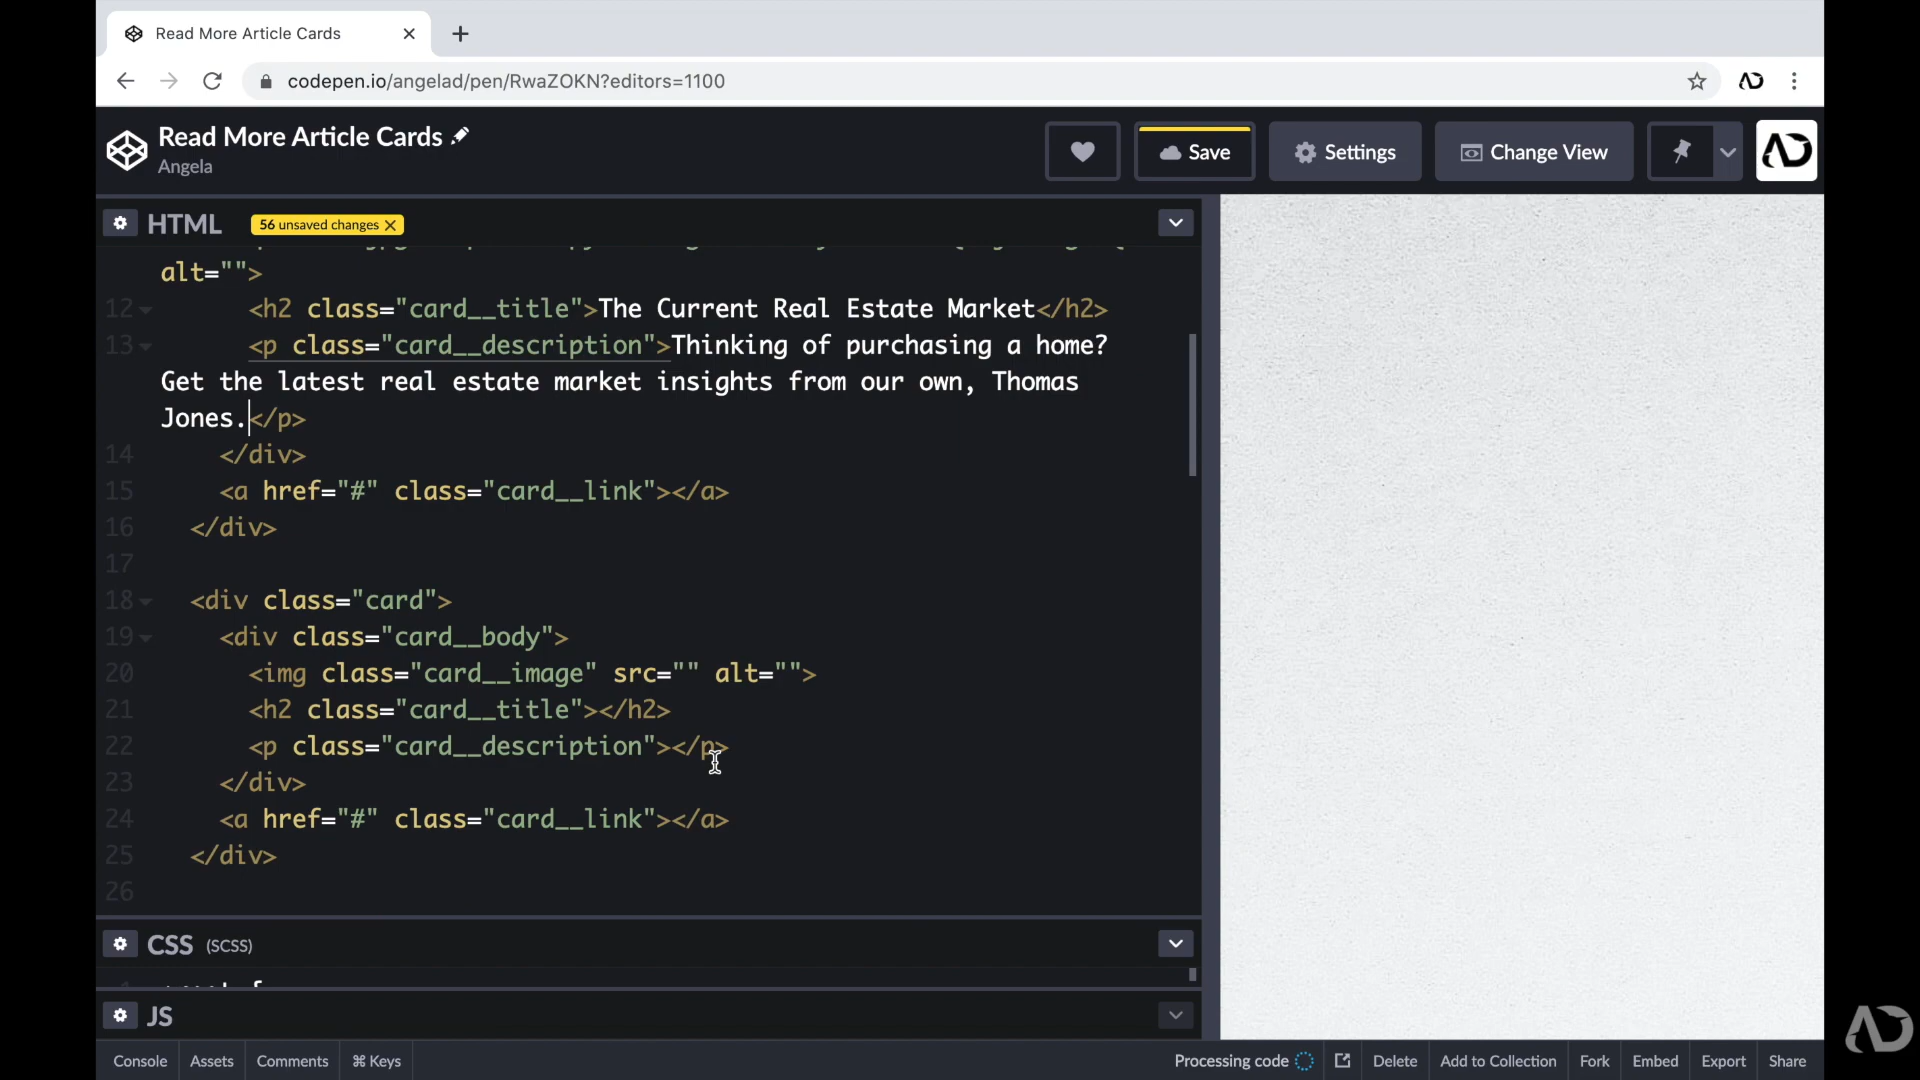 Read More Article Cards
codepen.io/angelad/pen/RwaZOKN?editors=1100
Read More Article Cards
Angela
Save
Settings
Change View
HTML
56 unsaved changes
alt="">
12 <h2 class="card__title">The Current Real Estate Market</h2>
13 <p class="card__description">Thinking of purchasing a home?
Get the latest real estate market insights from our own, Thomas
Jones.</p>
14 </div>
15 <a href="#" class="card__link"></a>
16 </div>
17
18 <div class="card">
19 <div class="card__body">
20 <img class="card__image" src="" alt="">
21 <h2 class="card__title"></h2>
22 <p class="card__description"></p>
23 </div>
24 <a href="#" class="card__link"></a>
25 </div>
26
CSS (SCSS)
JS
Console Assets Comments ⌘ Keys Processing code Delete Add to Collection Fork Embed Export Share